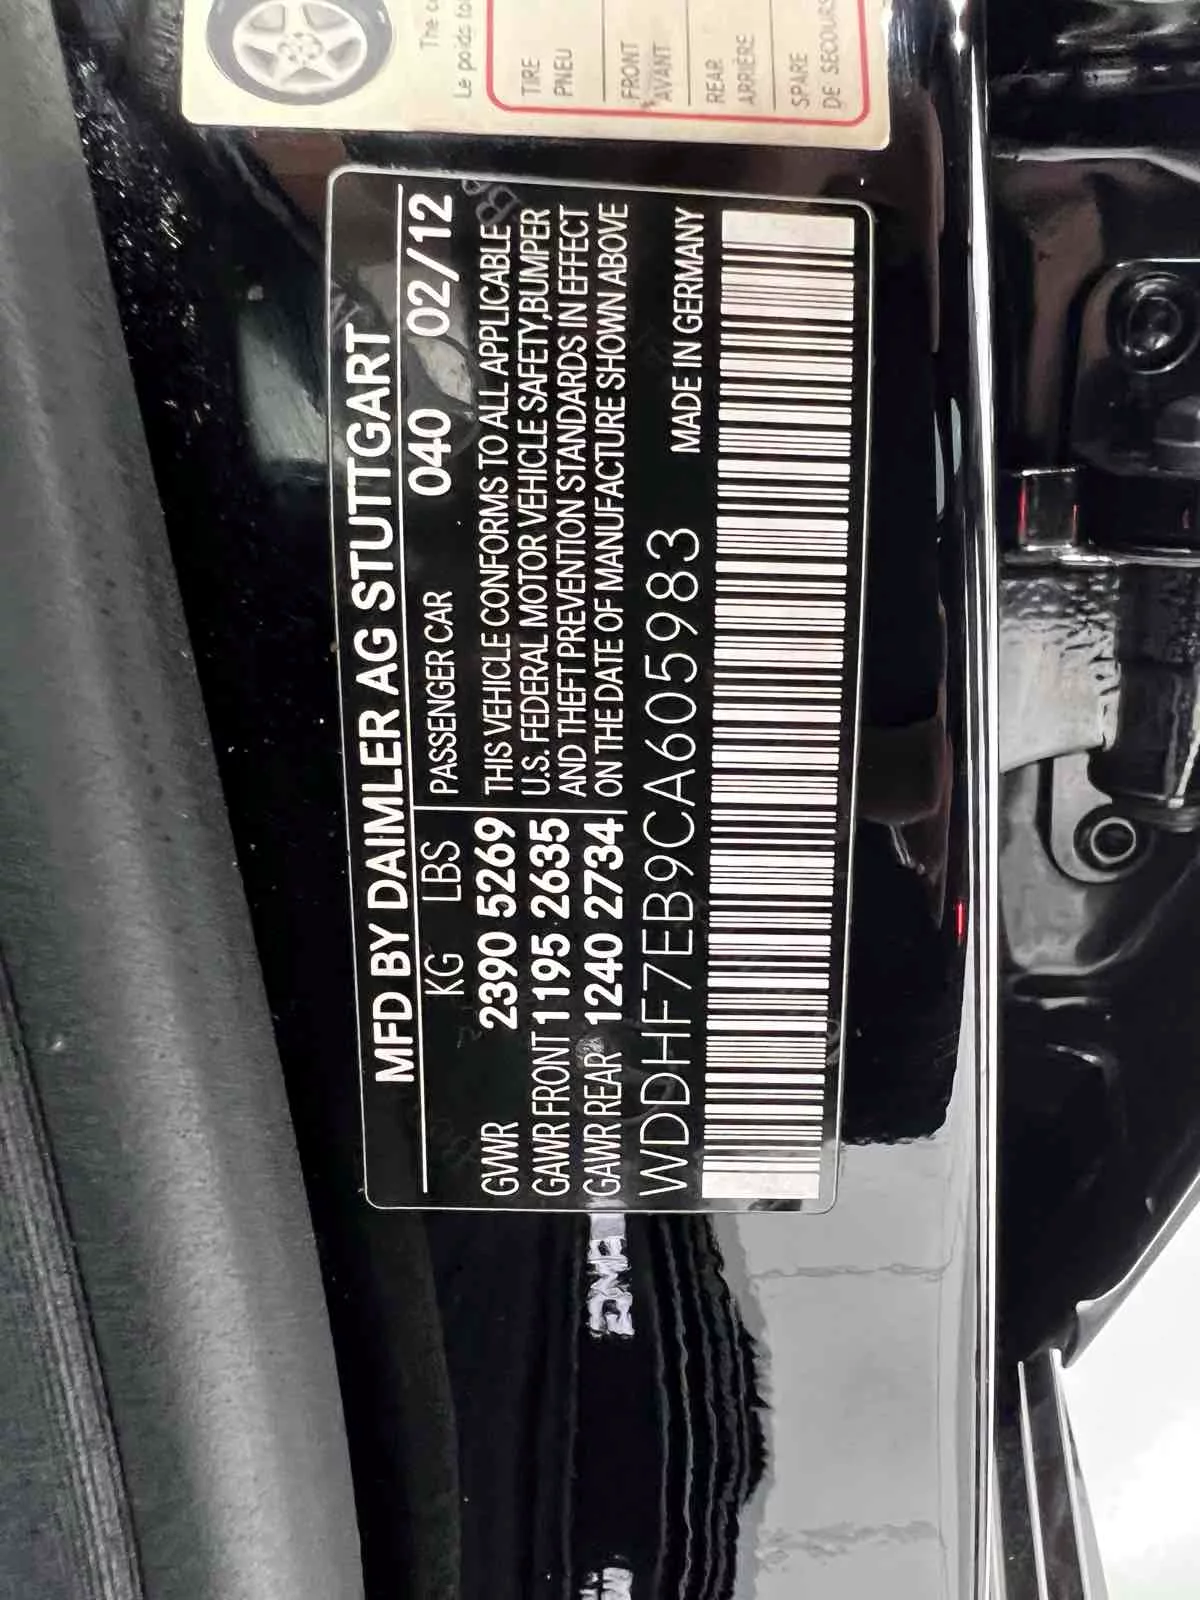 The
Le poids
TIRE
PNEU
FRONT
AVANT
REAR
ARRIÈRE
SPARE
DE SECOURS
MFD BY DAIMLER AG STUTTGART
KG LBS PASSENGER CAR 040 02/12
GVWR 2390 5269
GAWR FRONT 1195 2635
GAWR REAR 1240 2734
THIS VEHICLE CONFORMS TO ALL APPLICABLE
U.S. FEDERAL MOTOR VEHICLE SAFETY,BUMPER
AND THEFT PREVENTION STANDARDS IN EFFECT
ON THE DATE OF MANUFACTURE SHOWN ABOVE
WDDHF7EB9CA605983 MADE IN GERMANY